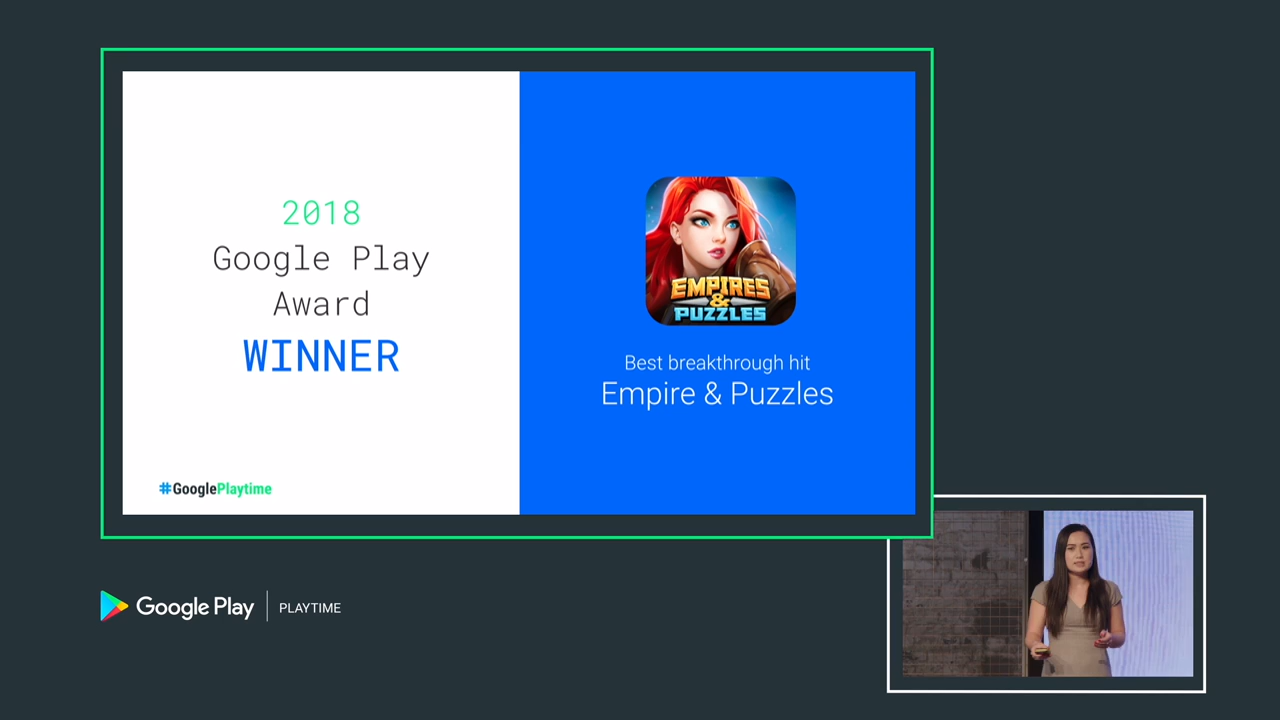 2018
Google Play
Award
WINNER
#GooglePlaytime
EMPIRES
&
PUZZLES
Best breakthrough hit
Empire & Puzzles
Google Play | PLAYTIME